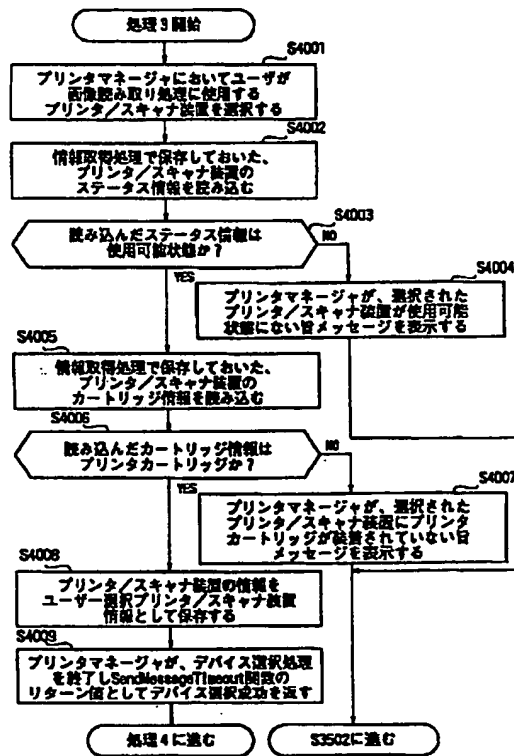 処理3開始
S4001
プリンタマネージャにおいてユーザが
画像読み取り処理に使用する
プリンタ/スキャナ装置を選択する
S4002
情報取得処理で保存しておいた、
プリンタ/スキャナ装置の
ステータス情報を読み込む
S4003
読み込んだステータス情報は
使用可能状態か?
NO
YES
S4004
プリンタマネージャが、選択された
プリンタ/スキャナ装置が使用可能
状態にない旨メッセージを表示する
S4005
情報取得処理で保存しておいた、
プリンタ/スキャナ装置の
カートリッジ情報を読み込む
S4006
読み込んだカートリッジ情報は
プリンタカートリッジか?
NO
YES
S4007
プリンタマネージャが、選択された
プリンタ/スキャナ装置にプリンタ
カートリッジが装着されていない旨
メッセージを表示する
S4008
プリンタ/スキャナ装置の情報を
ユーザー選択プリンタ/スキャナ装置
情報として保存する
S4009
プリンタマネージャが、デバイス選択処理
を終了しSendMessageTimeout関数の
リターン値としてデバイス選択成功を返す
処理4に進む
S3502に進む